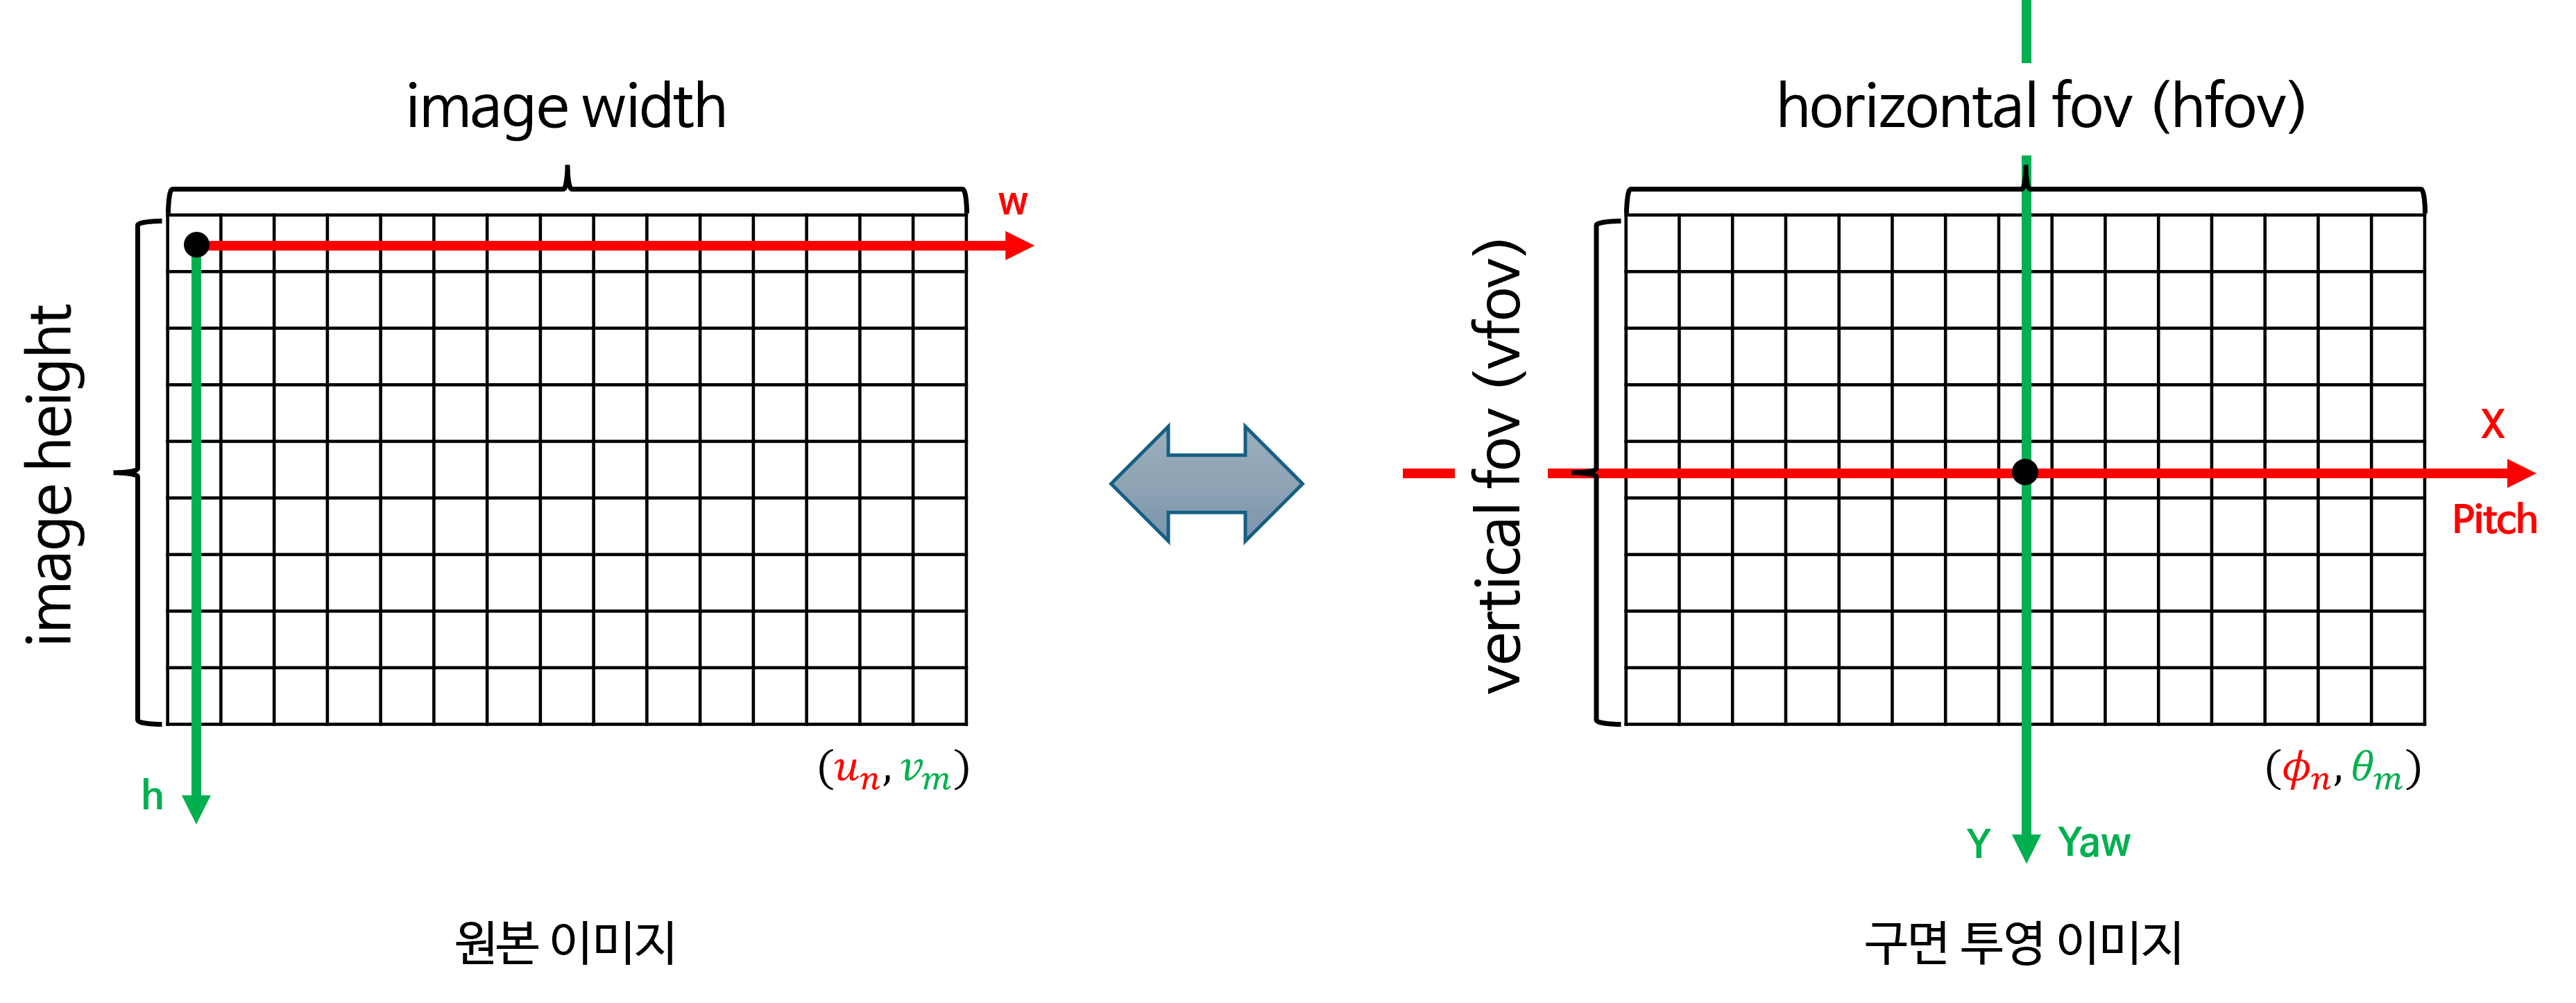 image width
w
image height
h
(u_n, v_m)
원본 이미지
horizontal fov (hfov)
vertical fov (vfov)
X
Pitch
(ϕ_n, θ_m)
Y Yaw
구면 투영 이미지